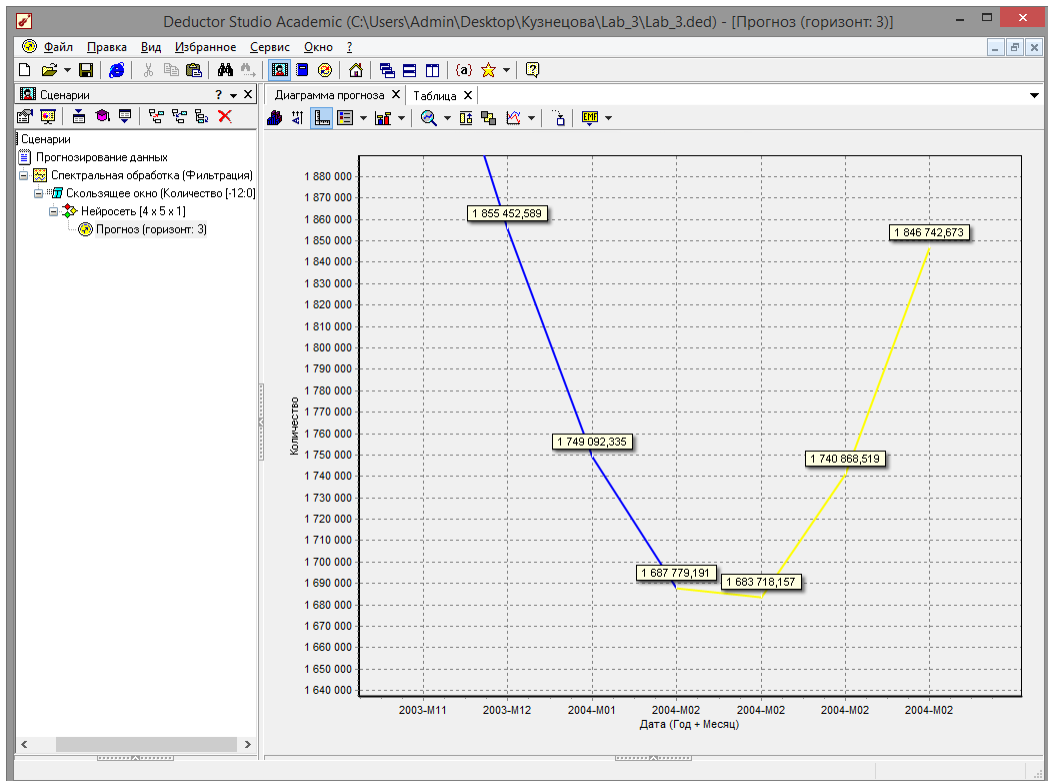 Deductor Studio Academic (C:\Users\Admin\Desktop\Кузнецова\Lab_3\Lab_3.ded) - [Прогноз (горизонт: 3)]
Файл Правка Вид Избранное Сервис Окно ?
{a}
Сценарии ?
Диаграмма прогноза X Таблица X
EMF
Сценарии
Прогнозирование данных
Спектральная обработка (Фильтрация)
Скользящее окно (Количество [-12:0]
Нейросеть [4 x 5 x 1]
Прогноз (горизонт: 3)
Количество
1 880 000
1 870 000
1 860 000
1 850 000
1 840 000
1 830 000
1 820 000
1 810 000
1 800 000
1 790 000
1 780 000
1 770 000
1 760 000
1 750 000
1 740 000
1 730 000
1 720 000
1 710 000
1 700 000
1 690 000
1 680 000
1 670 000
1 660 000
1 650 000
1 640 000
1 855 452,589
1 749 092,335
1 687 779,191
1 683 718,157
1 740 868,519
1 846 742,673
2003-M11 2003-M12 2004-M01 2004-M02 2004-M02 2004-M02 2004-M02
Дата (Год + Месяц)